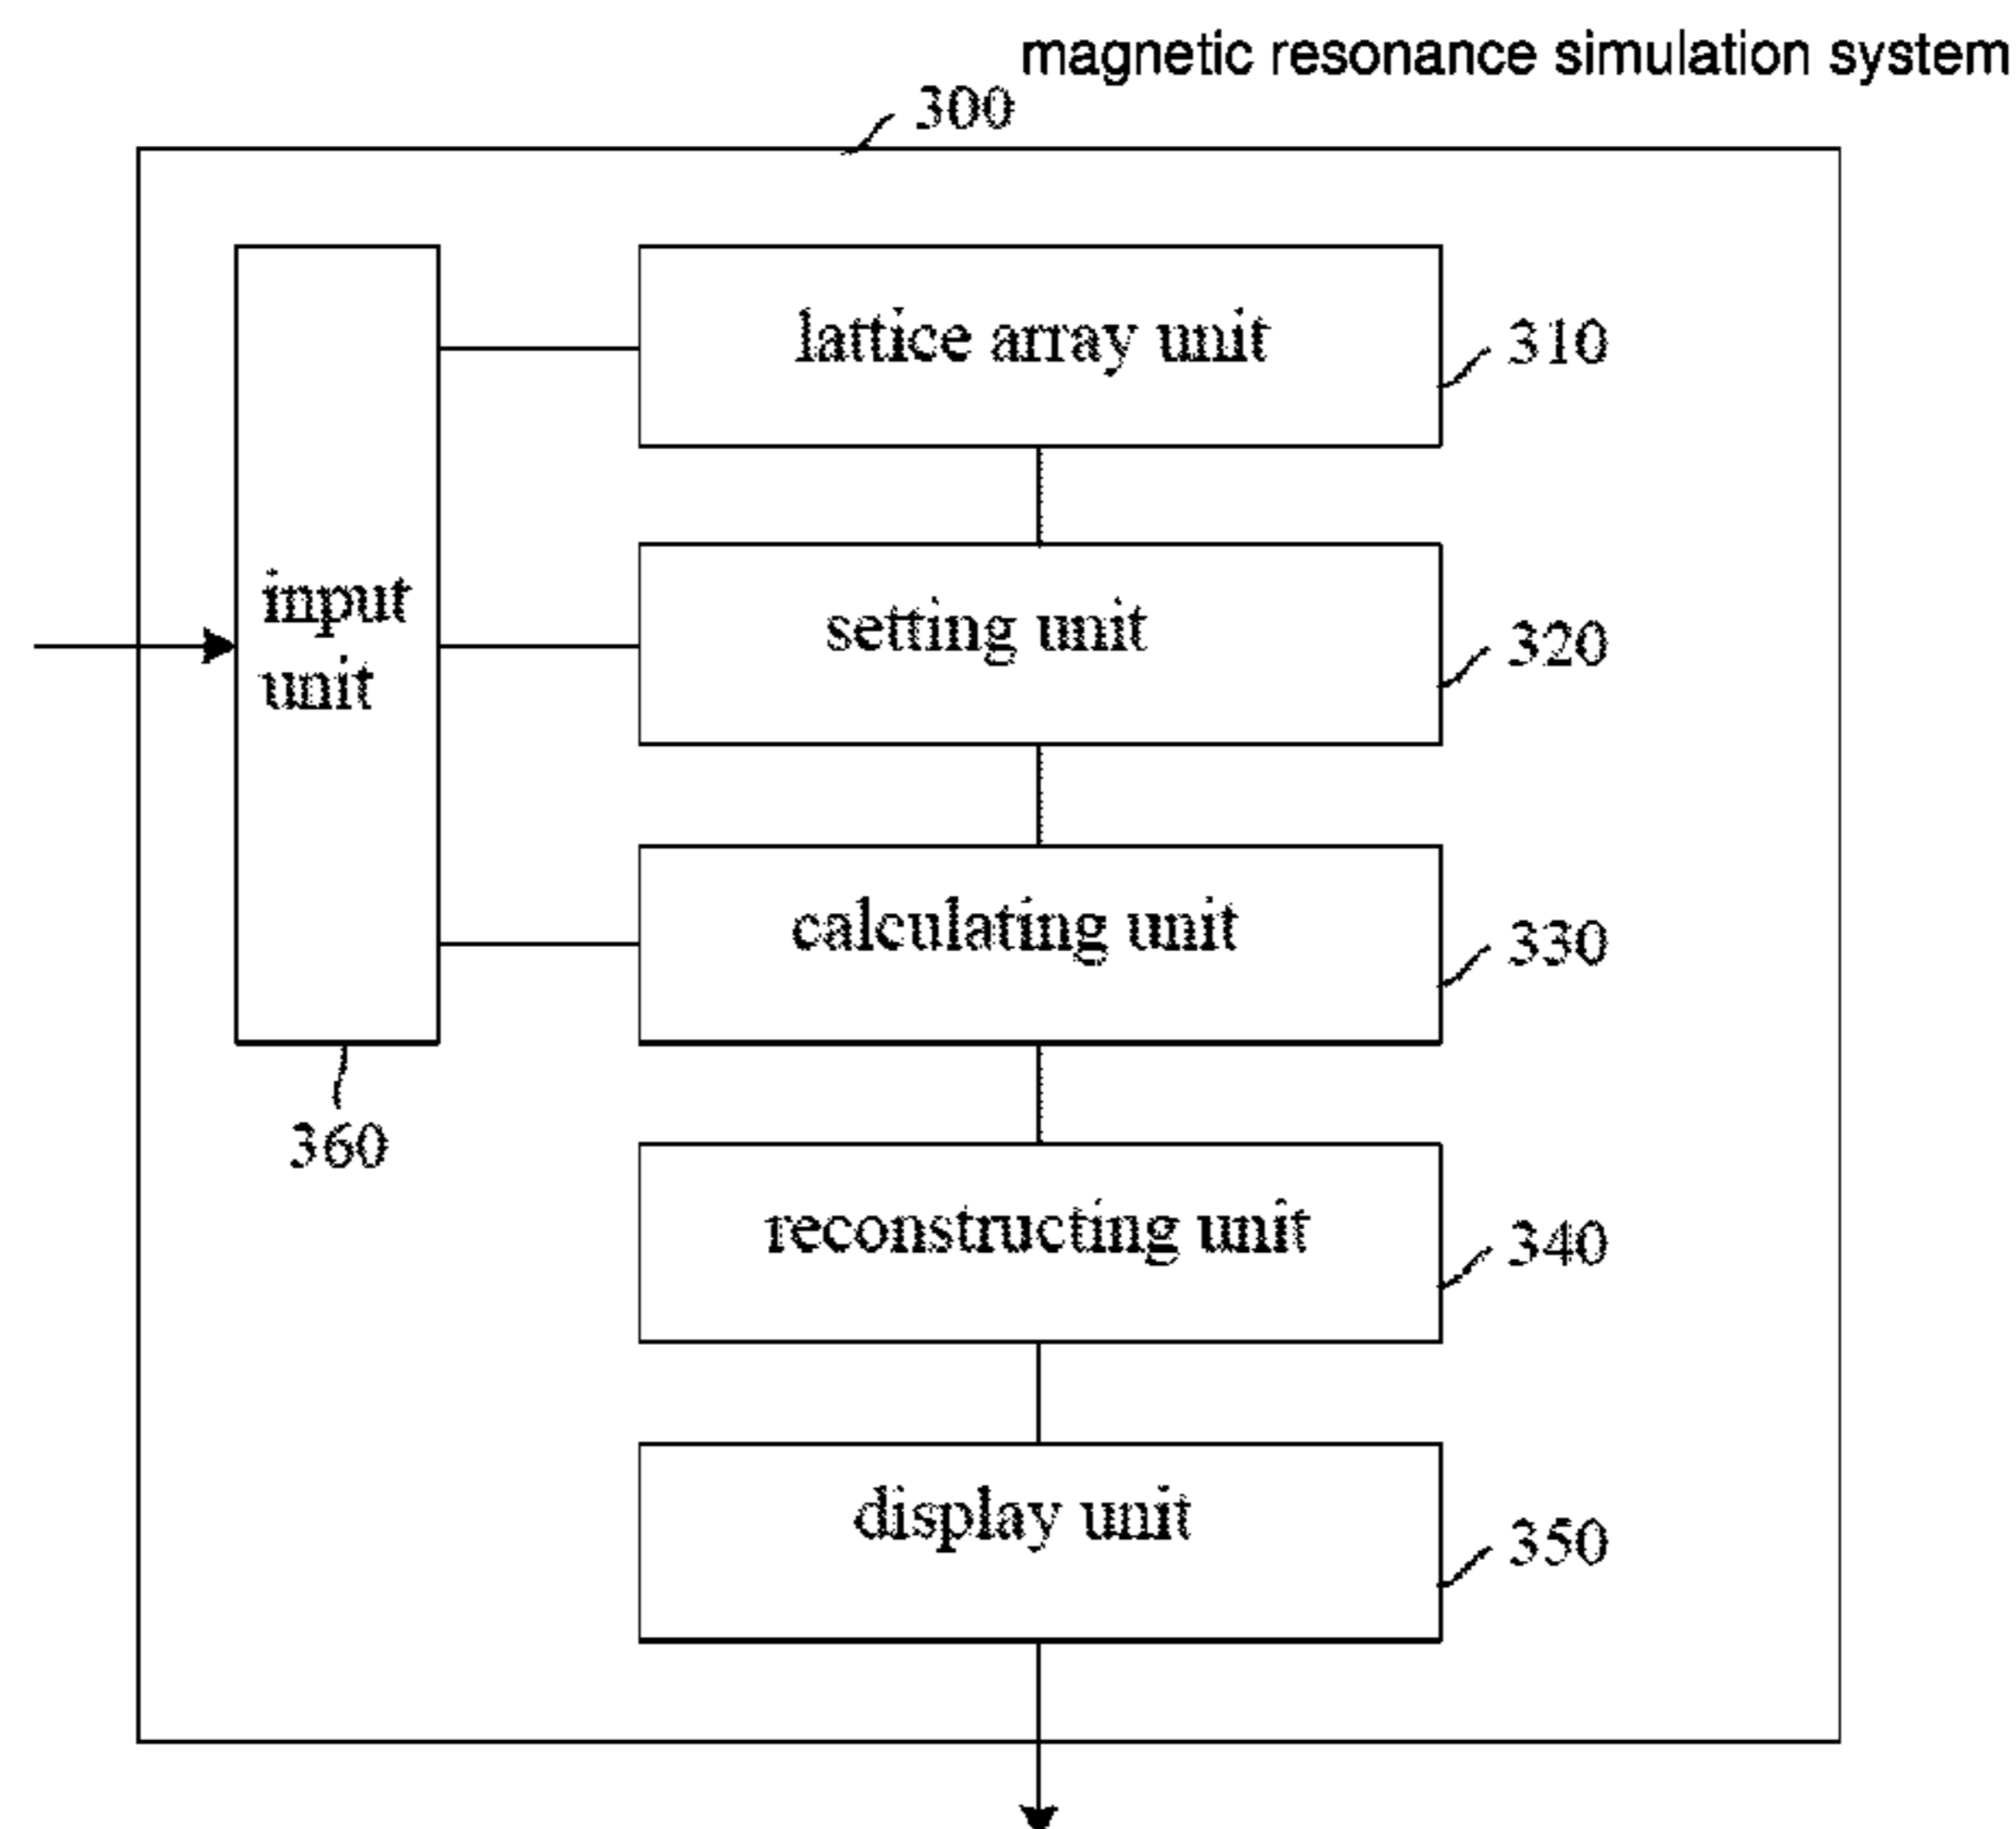 magnetic resonance simulation system
300
lattice array unit
310
input
unit
setting unit
320
calculating unit
330
360
reconstructing unit
340
display unit
350